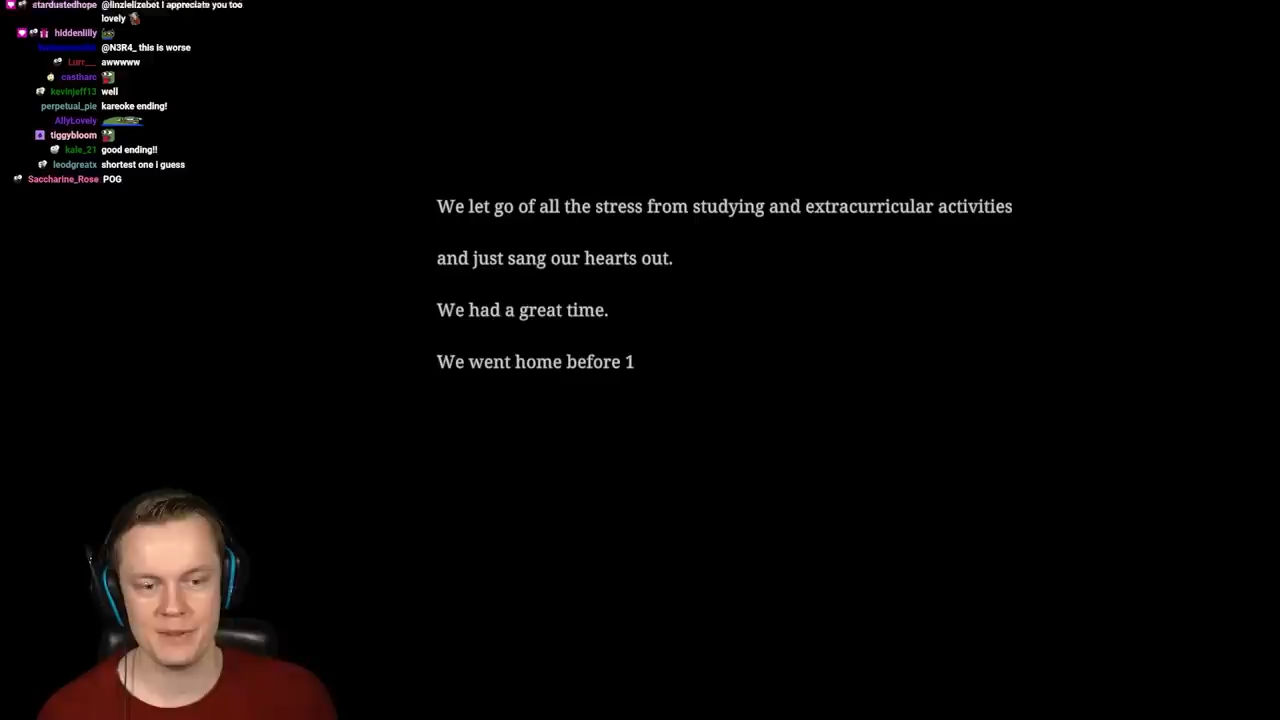 stardustedhope @linzielizebet I appreciate you too
lovely
hiddenlilly
@N3R4_ this is worse
Lurr__ awwwww
castharc
kevinjeff13 well
perpetual_pie kareoke ending!
AllyLovely
tiggybloom
kale_21 good ending!!
leodgreatx shortest one i guess
Saccharine_Rose POG
We let go of all the stress from studying and extracurricular activities
and just sang our hearts out.
We had a great time.
We went home before 1